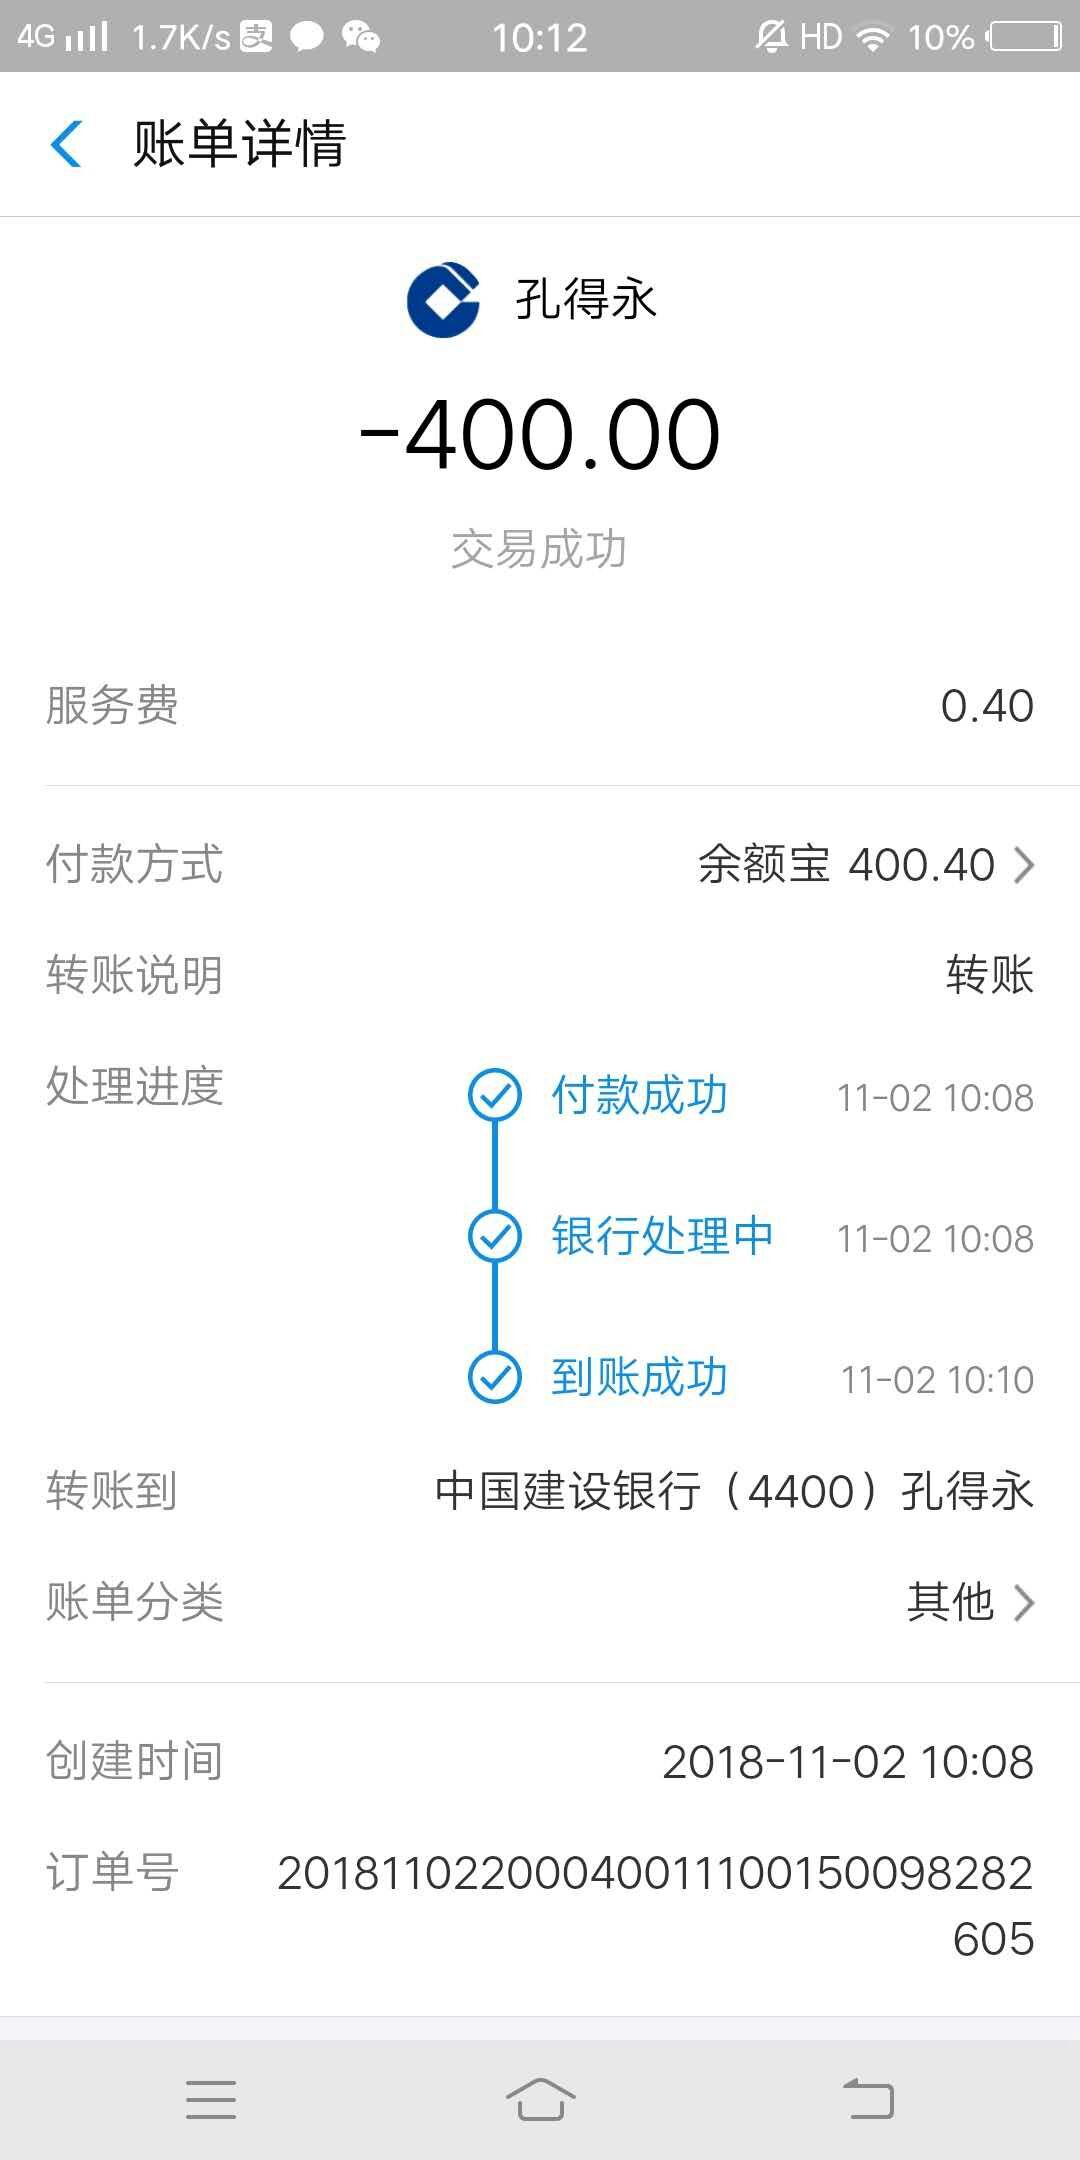 4G 1.7K/s 支 10:12 HD 10%
账单详情
孔得永
-400.00
交易成功
服务费 0.40
付款方式 余额宝 400.40
转账说明 转账
处理进度 付款成功 11-02 10:08
银行处理中 11-02 10:08
到账成功 11-02 10:10
转账到 中国建设银行（4400）孔得永
账单分类 其他
创建时间 2018-11-02 10:08
订单号 20181102200040011100150098282
605